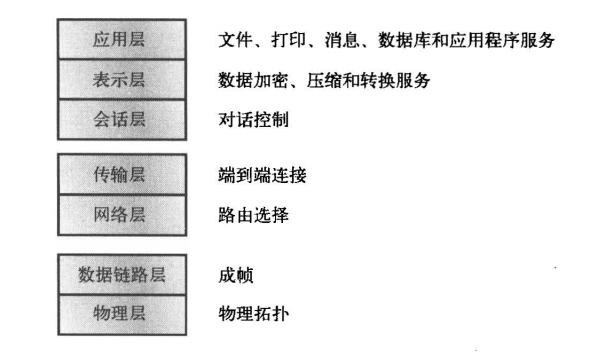 应用层 文件、打印、消息、数据库和应用程序服务
表示层 数据加密、压缩和转换服务
会话层 对话控制
传输层 端到端连接
网络层 路由选择
数据链路层 成帧
物理层 物理拓扑